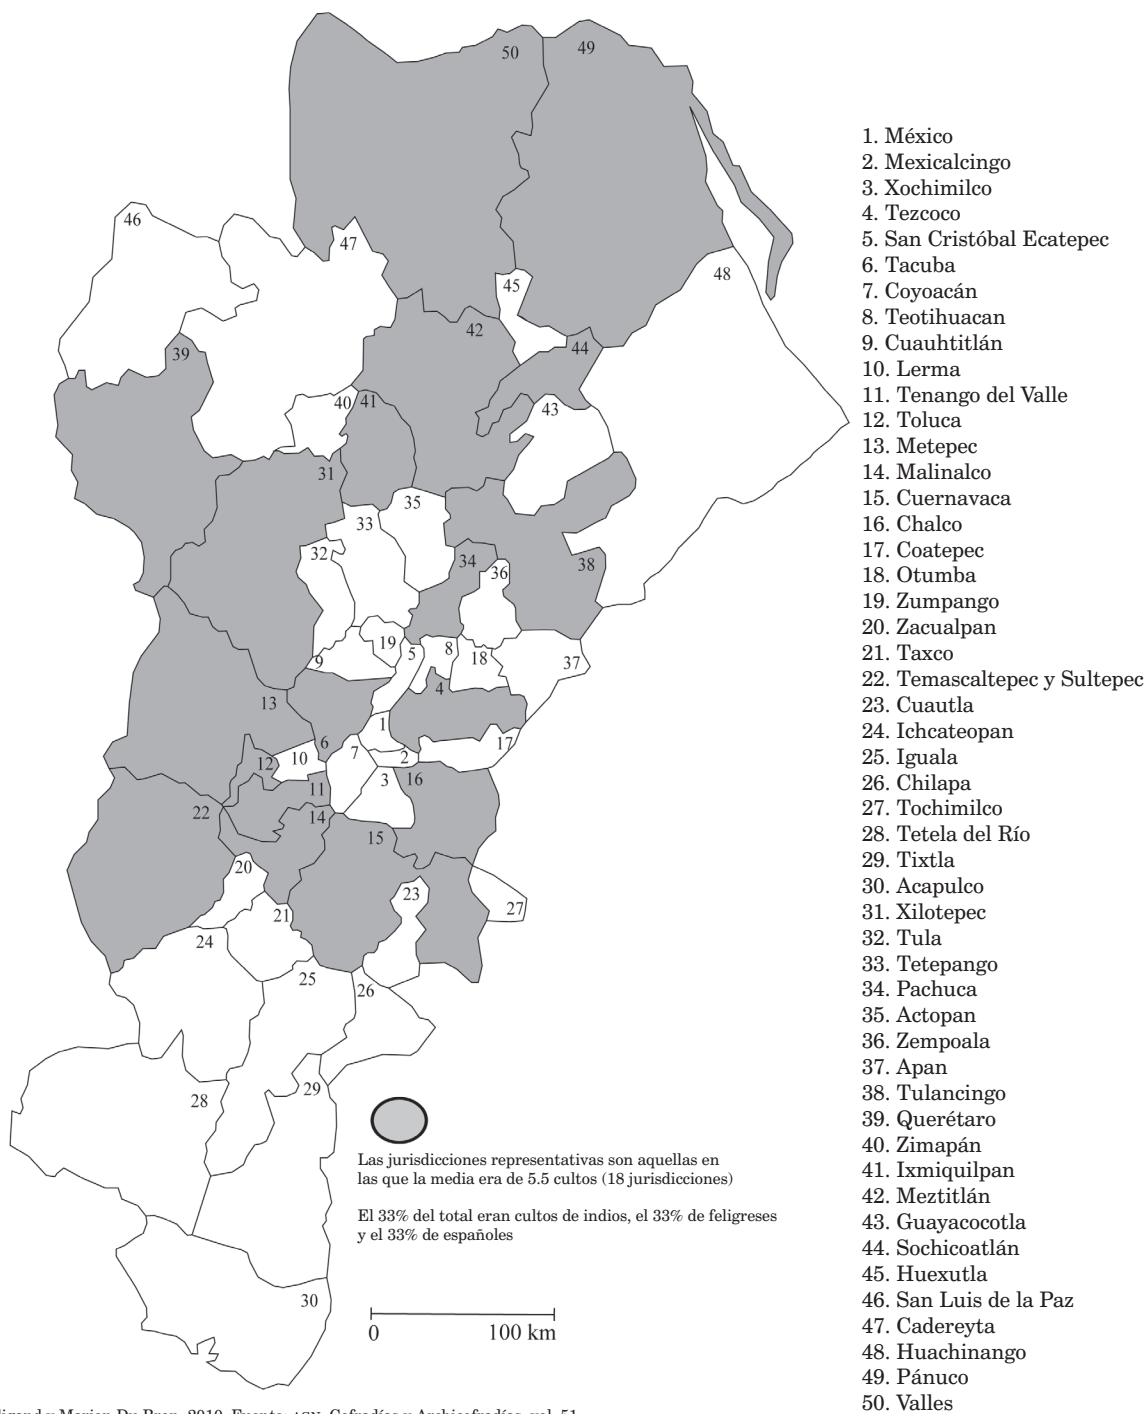 50
49
46
47
48
45
42
44
39
40
41
43
31
35
33
32
34
36
38
19
5
8
18
9
37
4
13
1
6
7
17
10
2
12
3
16
11
22
14
15
20
23
21
27
24
25
26
29
28
30
Las jurisdicciones representativas son aquellas en
las que la media era de 5.5 cultos (18 jurisdicciones)
El 33% del total eran cultos de indios, el 33% de feligreses
y el 33% de españoles
0 100 km
1. México
2. Mexicalcingo
3. Xochimilco
4. Tezcoco
5. San Cristóbal Ecatepec
6. Tacuba
7. Coyoacán
8. Teotihuacan
9. Cuauhtitlán
10. Lerma
11. Tenango del Valle
12. Toluca
13. Metepec
14. Malinalco
15. Cuernavaca
16. Chalco
17. Coatepec
18. Otumba
19. Zumpango
20. Zacualpan
21. Taxco
22. Temascaltepec y Sultepec
23. Cuautla
24. Ichcateopan
25. Iguala
26. Chilapa
27. Tochimilco
28. Tetela del Río
29. Tixtla
30. Acapulco
31. Xilotepec
32. Tula
33. Tetepango
34. Pachuca
35. Actopan
36. Zempoala
37. Apan
38. Tulancingo
39. Querétaro
40. Zimapán
41. Ixmiquilpan
42. Meztitlán
43. Guayacocotla
44. Sochicoatlán
45. Huexutla
46. San Luis de la Paz
47. Cadereyta
48. Huachinango
49. Pánuco
50. Valles